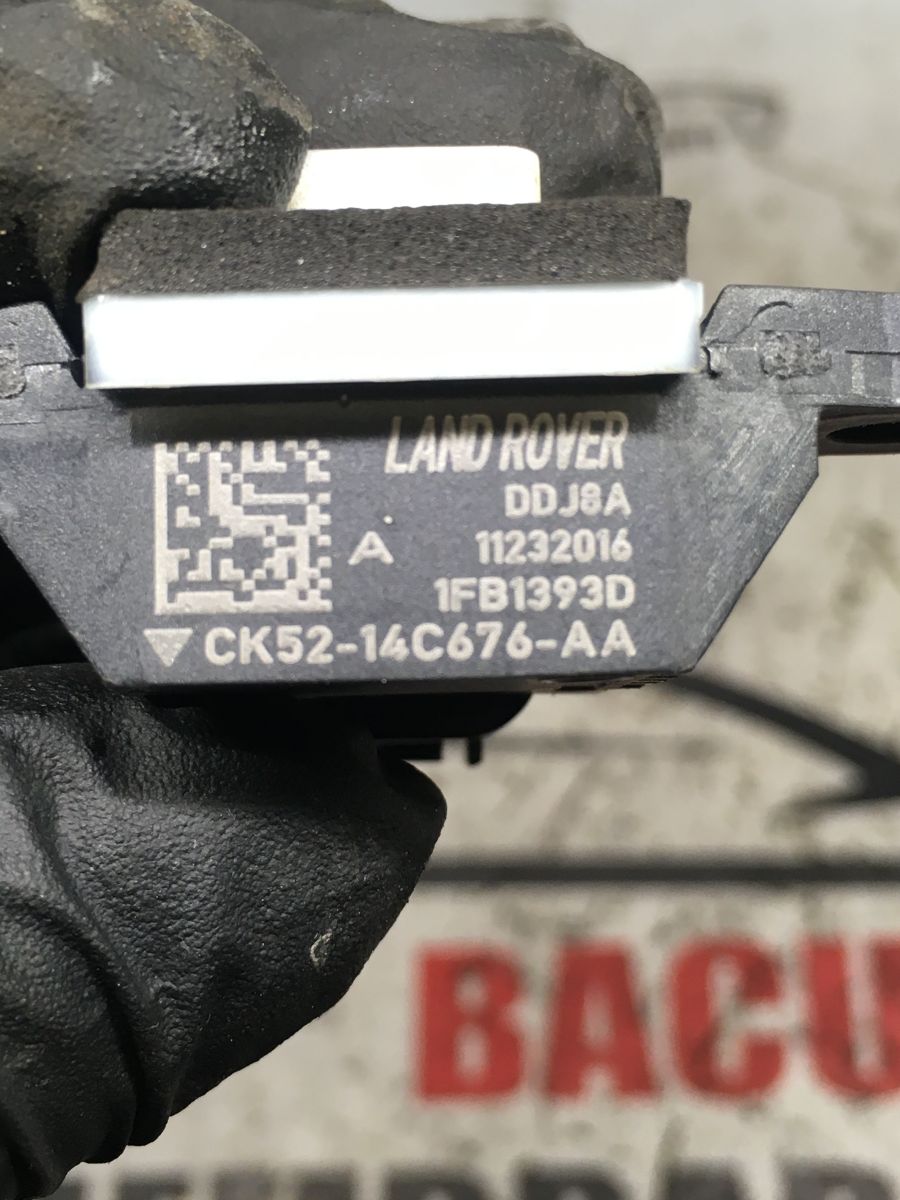 LAND ROVER
DDJ8A
A 11232016
1FB1393D
CK52-14C676-AA
BACU